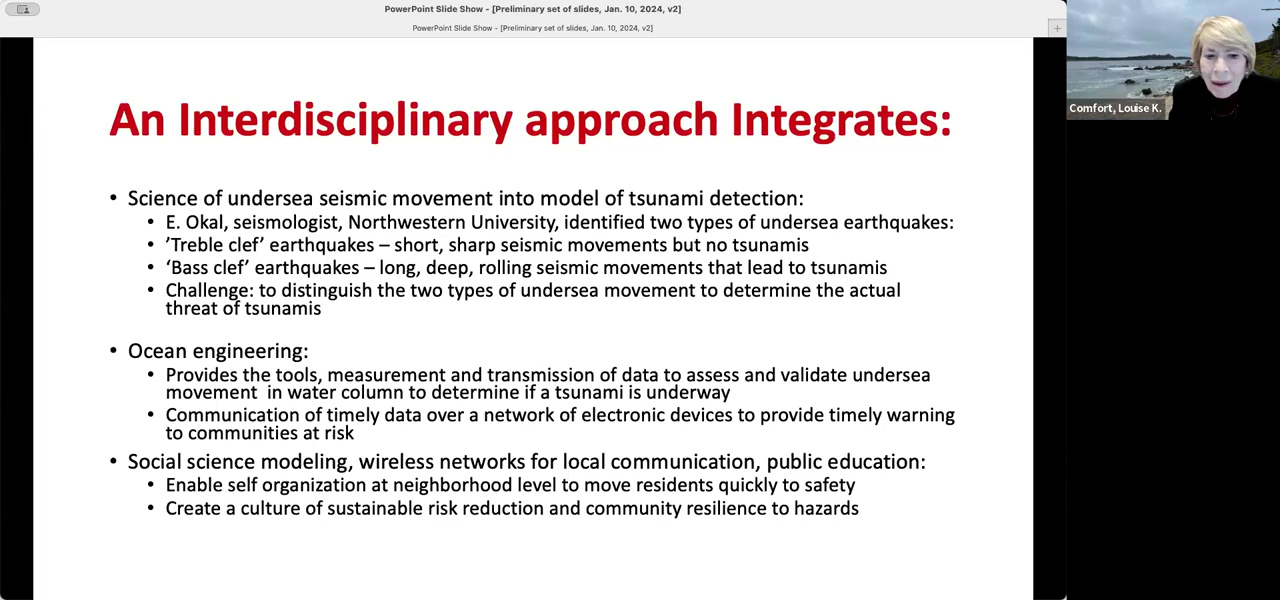 PowerPoint Slide Show - [Preliminary set of slides, Jan. 10, 2024, v2]
PowerPoint Slide Show - [Preliminary set of slides, Jan. 10, 2024, v2]
Comfort, Louise K.
An Interdisciplinary approach Integrates:
• Science of undersea seismic movement into model of tsunami detection:
• E. Okal, seismologist, Northwestern University, identified two types of undersea earthquakes:
• ’Treble clef’ earthquakes – short, sharp seismic movements but no tsunamis
• ‘Bass clef’ earthquakes – long, deep, rolling seismic movements that lead to tsunamis
• Challenge: to distinguish the two types of undersea movement to determine the actual
threat of tsunamis
• Ocean engineering:
• Provides the tools, measurement and transmission of data to assess and validate undersea
movement  in water column to determine if a tsunami is underway
• Communication of timely data over a network of electronic devices to provide timely warning
to communities at risk
• Social science modeling, wireless networks for local communication, public education:
• Enable self organization at neighborhood level to move residents quickly to safety
• Create a culture of sustainable risk reduction and community resilience to hazards